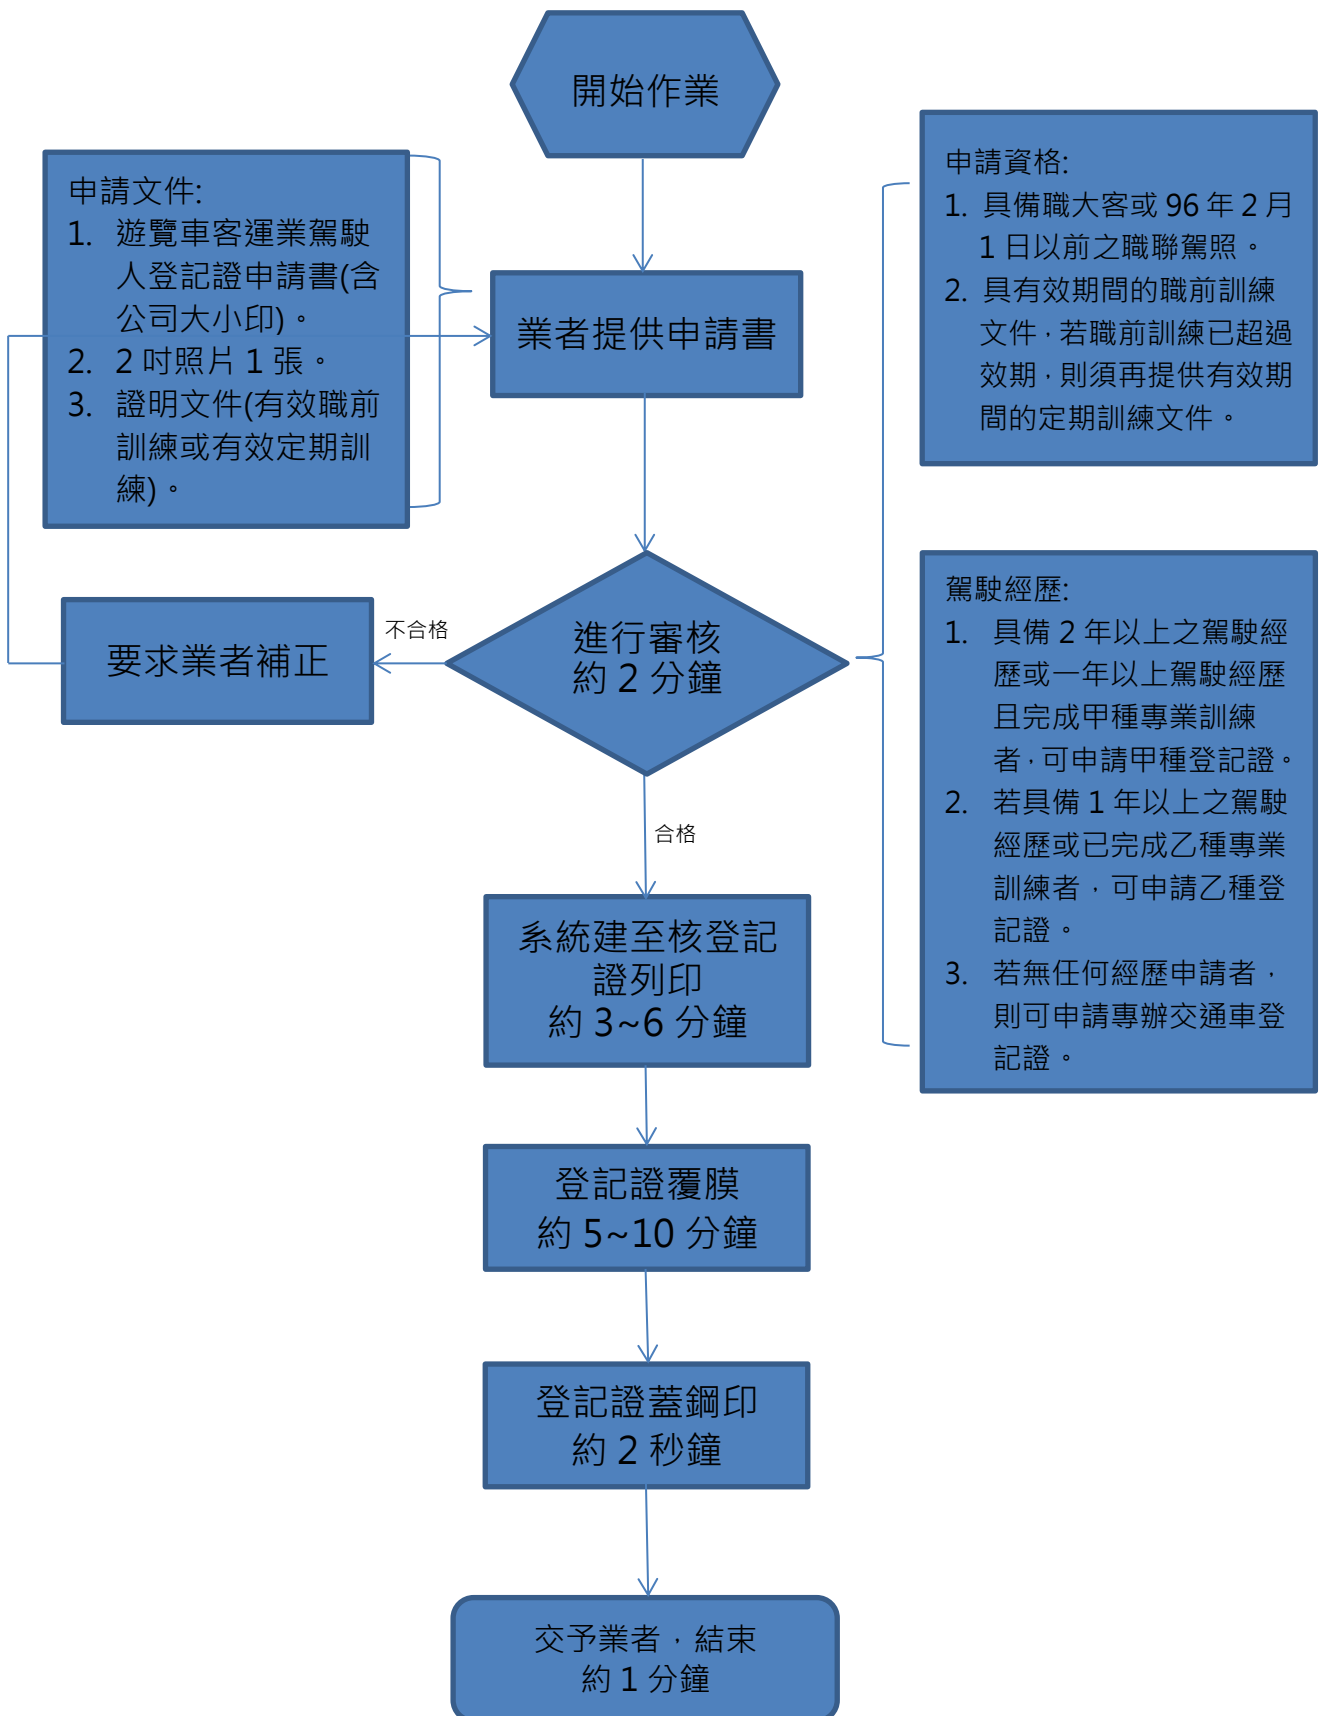 開始作業
申請文件:
1. 遊覽車客運業駕駛
人登記證申請書(含
公司大小印)。
2. 2吋照片1張。
3. 證明文件(有效職前
訓練或有效定期訓
練)。
業者提供申請書
申請資格:
1. 具備職大客或96年2月
1日以前之職聯駕照。
2. 具有效期間的職前訓練
文件，若職前訓練已超過
效期，則須再提供有效期
間的定期訓練文件。
要求業者補正
不合格
進行審核
約2分鐘
合格
駕駛經歷:
1. 具備2年以上之駕駛經
歷或一年以上駕駛經歷
且完成甲種專業訓練
者，可申請甲種登記證。
2. 若具備1年以上之駕駛
經歷或已完成乙種專業
訓練者，可申請乙種登
記證。
3. 若無任何經歷申請者，
則可申請專辦交通車登
記證。
系統建至核登記
證列印
約3~6分鐘
登記證覆膜
約5~10分鐘
登記證蓋鋼印
約2秒鐘
交予業者，結束
約1分鐘